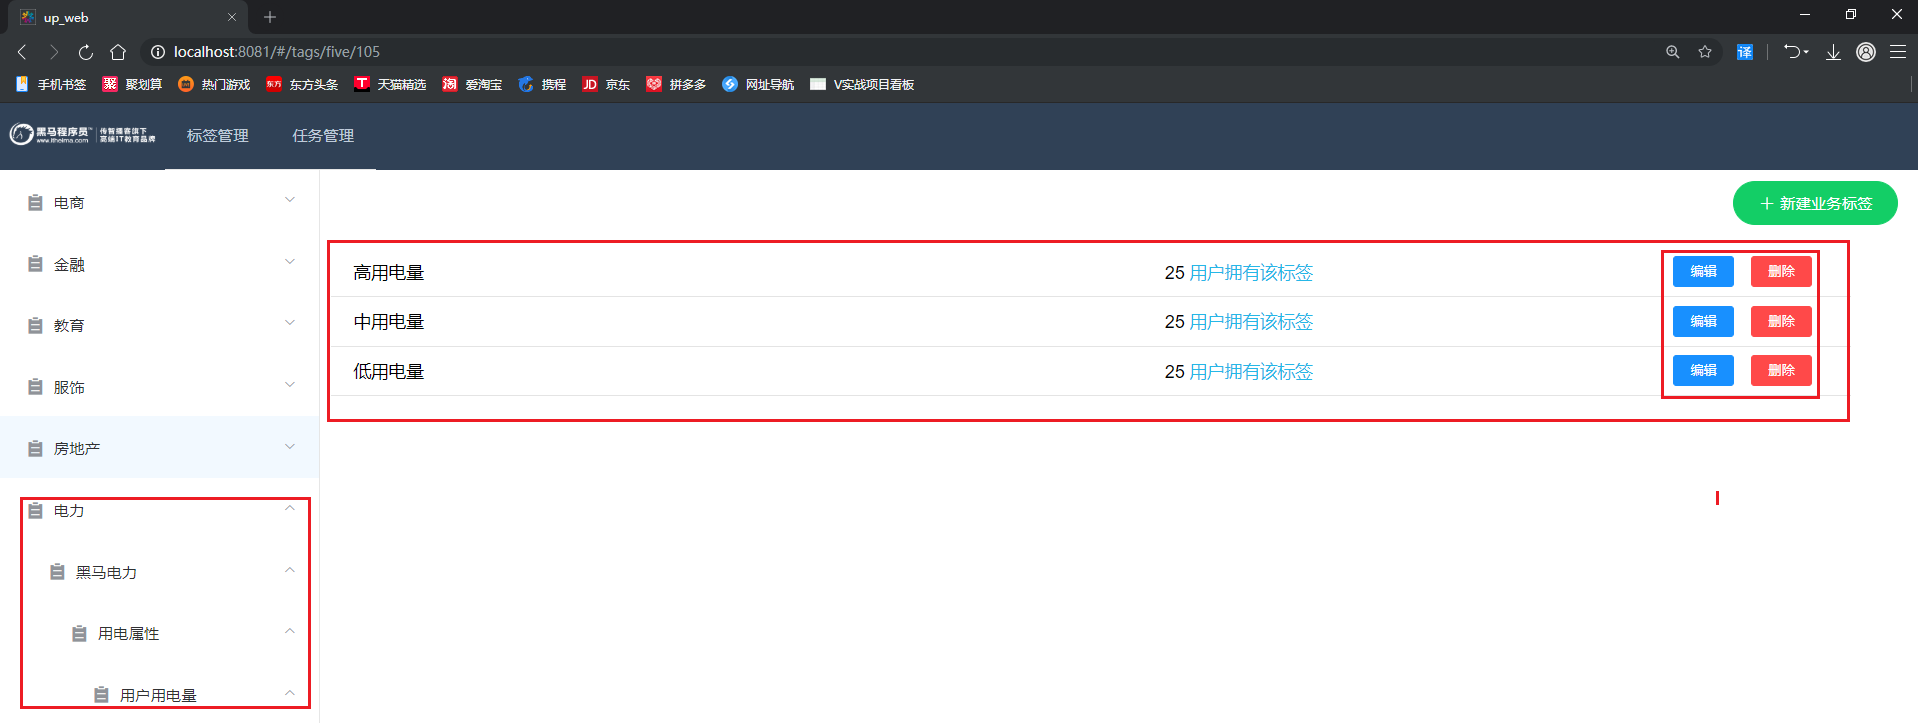 up_web
localhost:8081/#/tags/five/105
译
手机书签 聚 聚划算 热门游戏 东方 东方头条 T 天猫精选 淘 爱淘宝 携程 JD 京东 拼多多 网址导航 V实战项目看板
黑马程序员 传智播客旗下
www.itheima.com 高端IT教育品牌
标签管理 任务管理
电商
金融
教育
服饰
房地产
电力
黑马电力
用电属性
用户用电量
+ 新建业务标签
高用电量 25 用户拥有该标签 编辑 删除
中用电量 25 用户拥有该标签 编辑 删除
低用电量 25 用户拥有该标签 编辑 删除